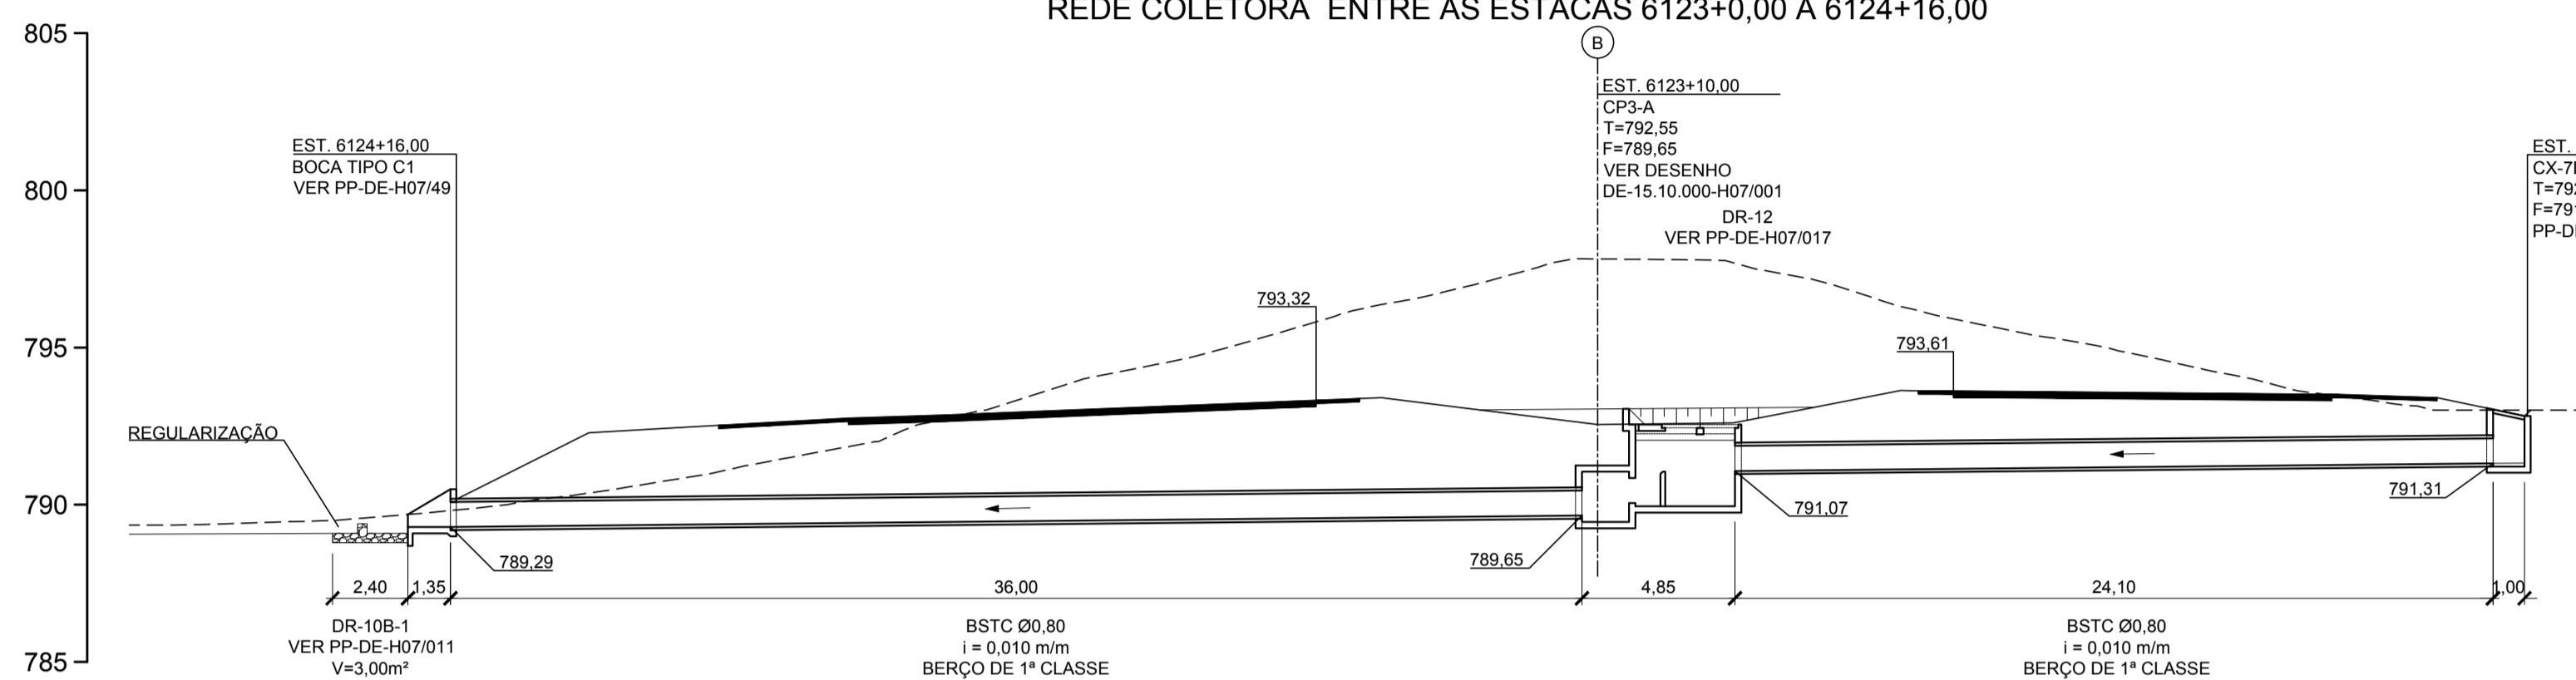 REDE COLETORA ENTRE AS ESTACAS 6123+0,00 A 6124+16,00
805
800
795
790
785
B
EST. 6123+10,00
CP3-A
T=792,55
F=789,65
VER DESENHO
DE-15.10.000-H07/001
DR-12
VER PP-DE-H07/017
EST. 6124+16,00
BOCA TIPO C1
VER PP-DE-H07/49
EST.
793,32
793,61
REGULARIZAÇÃO
789,29
789,65
791,07
791,31
2,40
1,35
36,00
4,85
24,10
1,00
DR-10B-1
VER PP-DE-H07/011
V=3,00m²
BSTC Ø0,80
i = 0,010 m/m
BERÇO DE 1ª CLASSE
BSTC Ø0,80
i = 0,010 m/m
BERÇO DE 1ª CLASSE